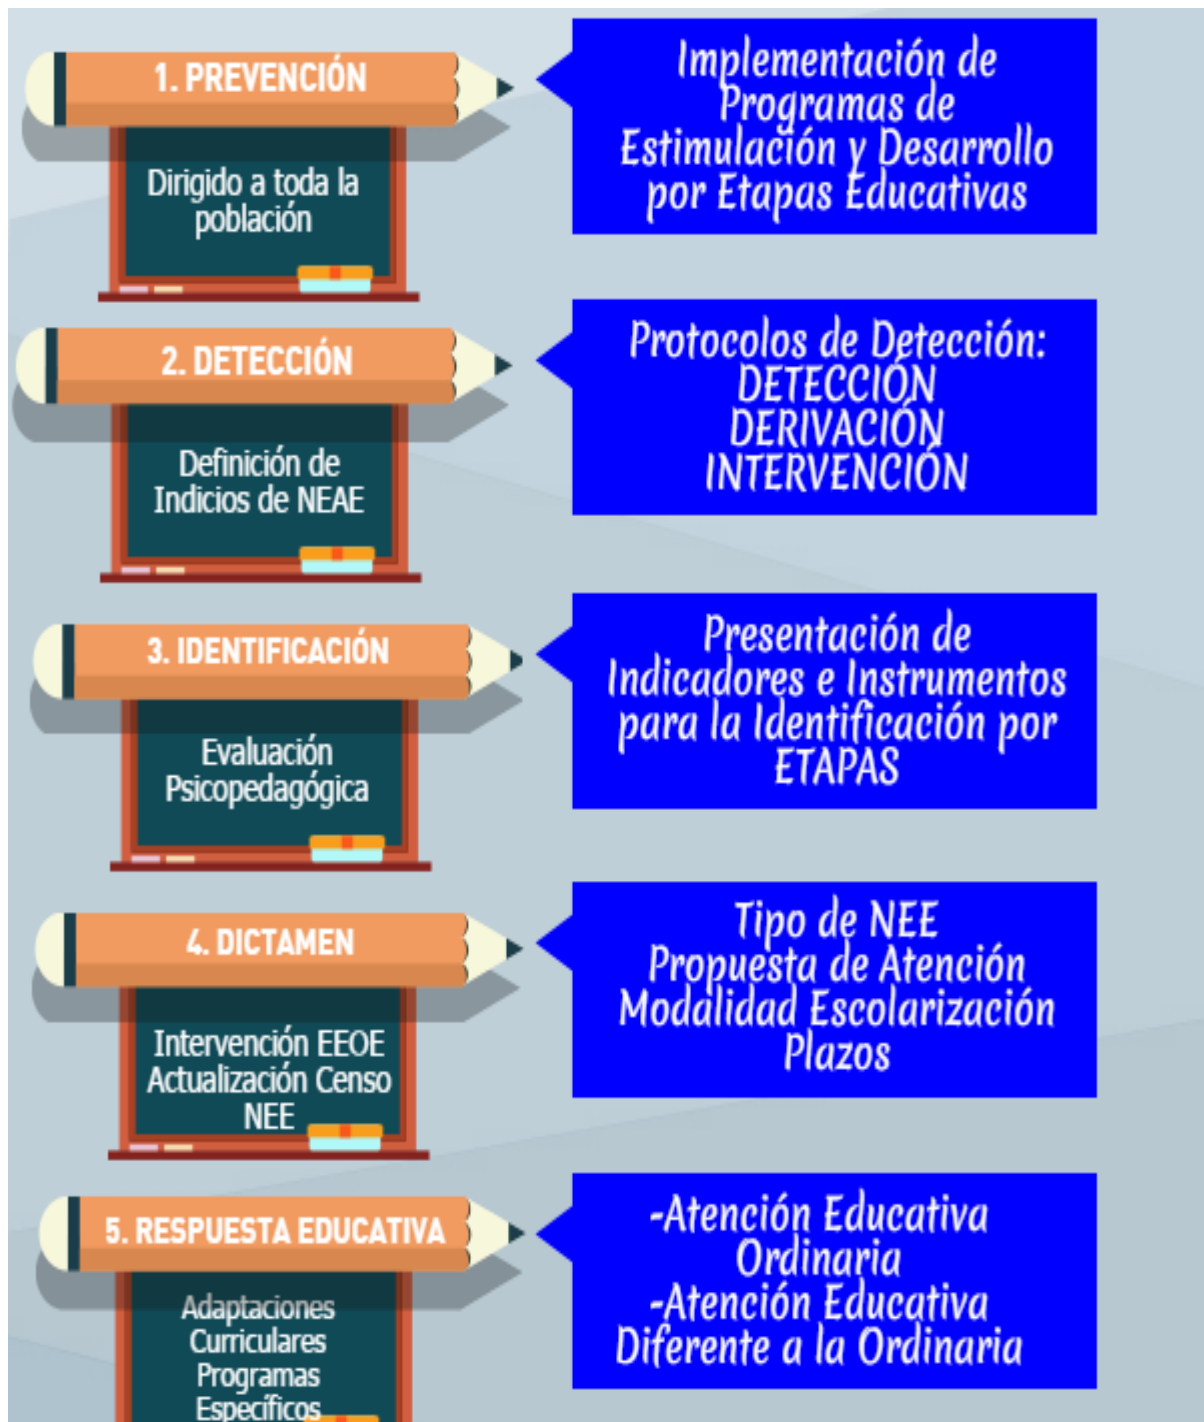 1. PREVENCIÓN
Dirigido a toda la
población
Implementación de
Programas de
Estimulación y Desarrollo
por Etapas Educativas
2. DETECCIÓN
Definición de
Indicios de NEAE
Protocolos de Detección:
DETECCIÓN
DERIVACIÓN
INTERVENCIÓN
3. IDENTIFICACIÓN
Evaluación
Psicopedagógica
Presentación de
Indicadores e Instrumentos
para la Identificación por
ETAPAS
4. DICTAMEN
Intervención EEOE
Actualización Censo
NEE
Tipo de NEE
Propuesta de Atención
Modalidad Escolarización
Plazos
5. RESPUESTA EDUCATIVA
Adaptaciones
Curriculares
Programas
Específicos
-Atención Educativa
Ordinaria
-Atención Educativa
Diferente a la Ordinaria